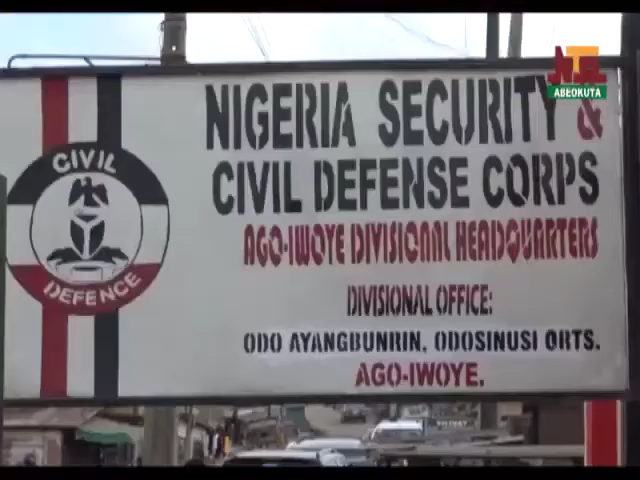 NTA
ABEOKUTA
NIGERIA SECURITY &
CIVIL DEFENSE CORPS
AGO-IWOYE DIVISIONAL HEADQUARTERS
DIVISIONAL OFFICE:
ODO AYANGBUNRIN, ODOSINUSI QRTS.
AGO-IWOYE.
CIVIL
DEFENCE